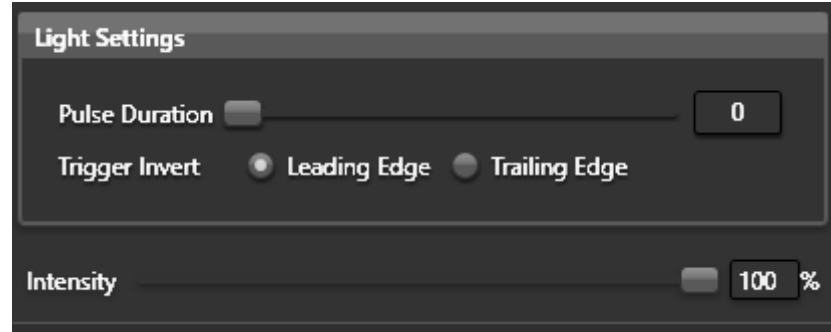 Light Settings
Pulse Duration 0
Trigger Invert Leading Edge Trailing Edge
Intensity 100 %